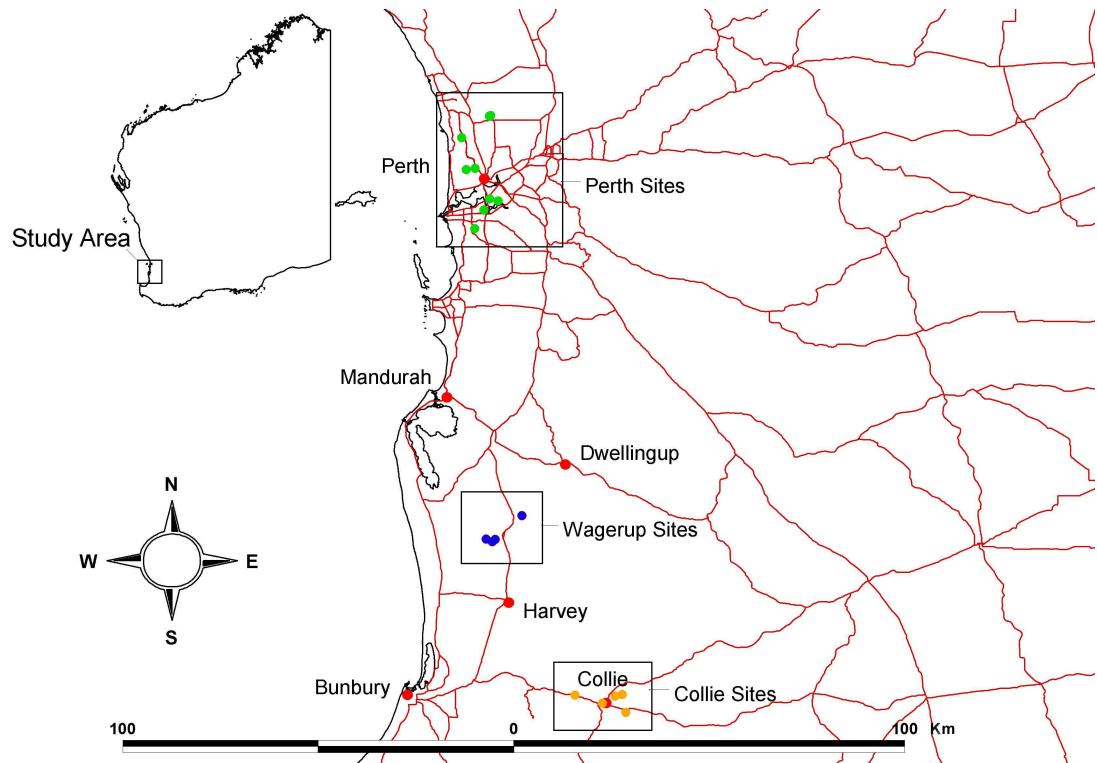 Perth
Perth Sites
Study Area
Mandurah
Dwellingup
N
W
E
S
Wagerup Sites
Harvey
Bunbury
Collie
Collie Sites
100
0
100 Km